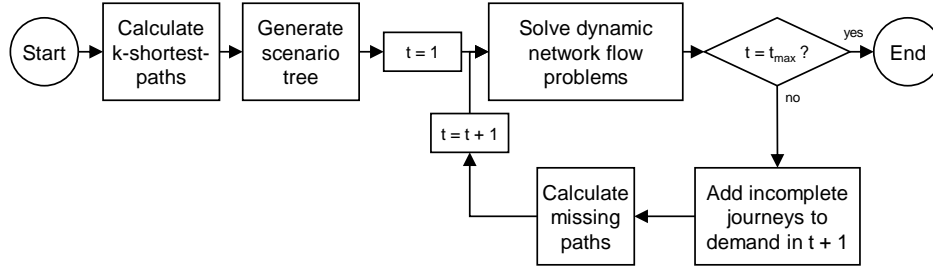 Start
Calculate
k-shortest-
paths
Generate
scenario
tree
t = 1
Solve dynamic
network flow
problems
t = tmax ?
yes
End
no
t = t + 1
Calculate
missing
paths
Add incomplete
journeys to
demand in t + 1